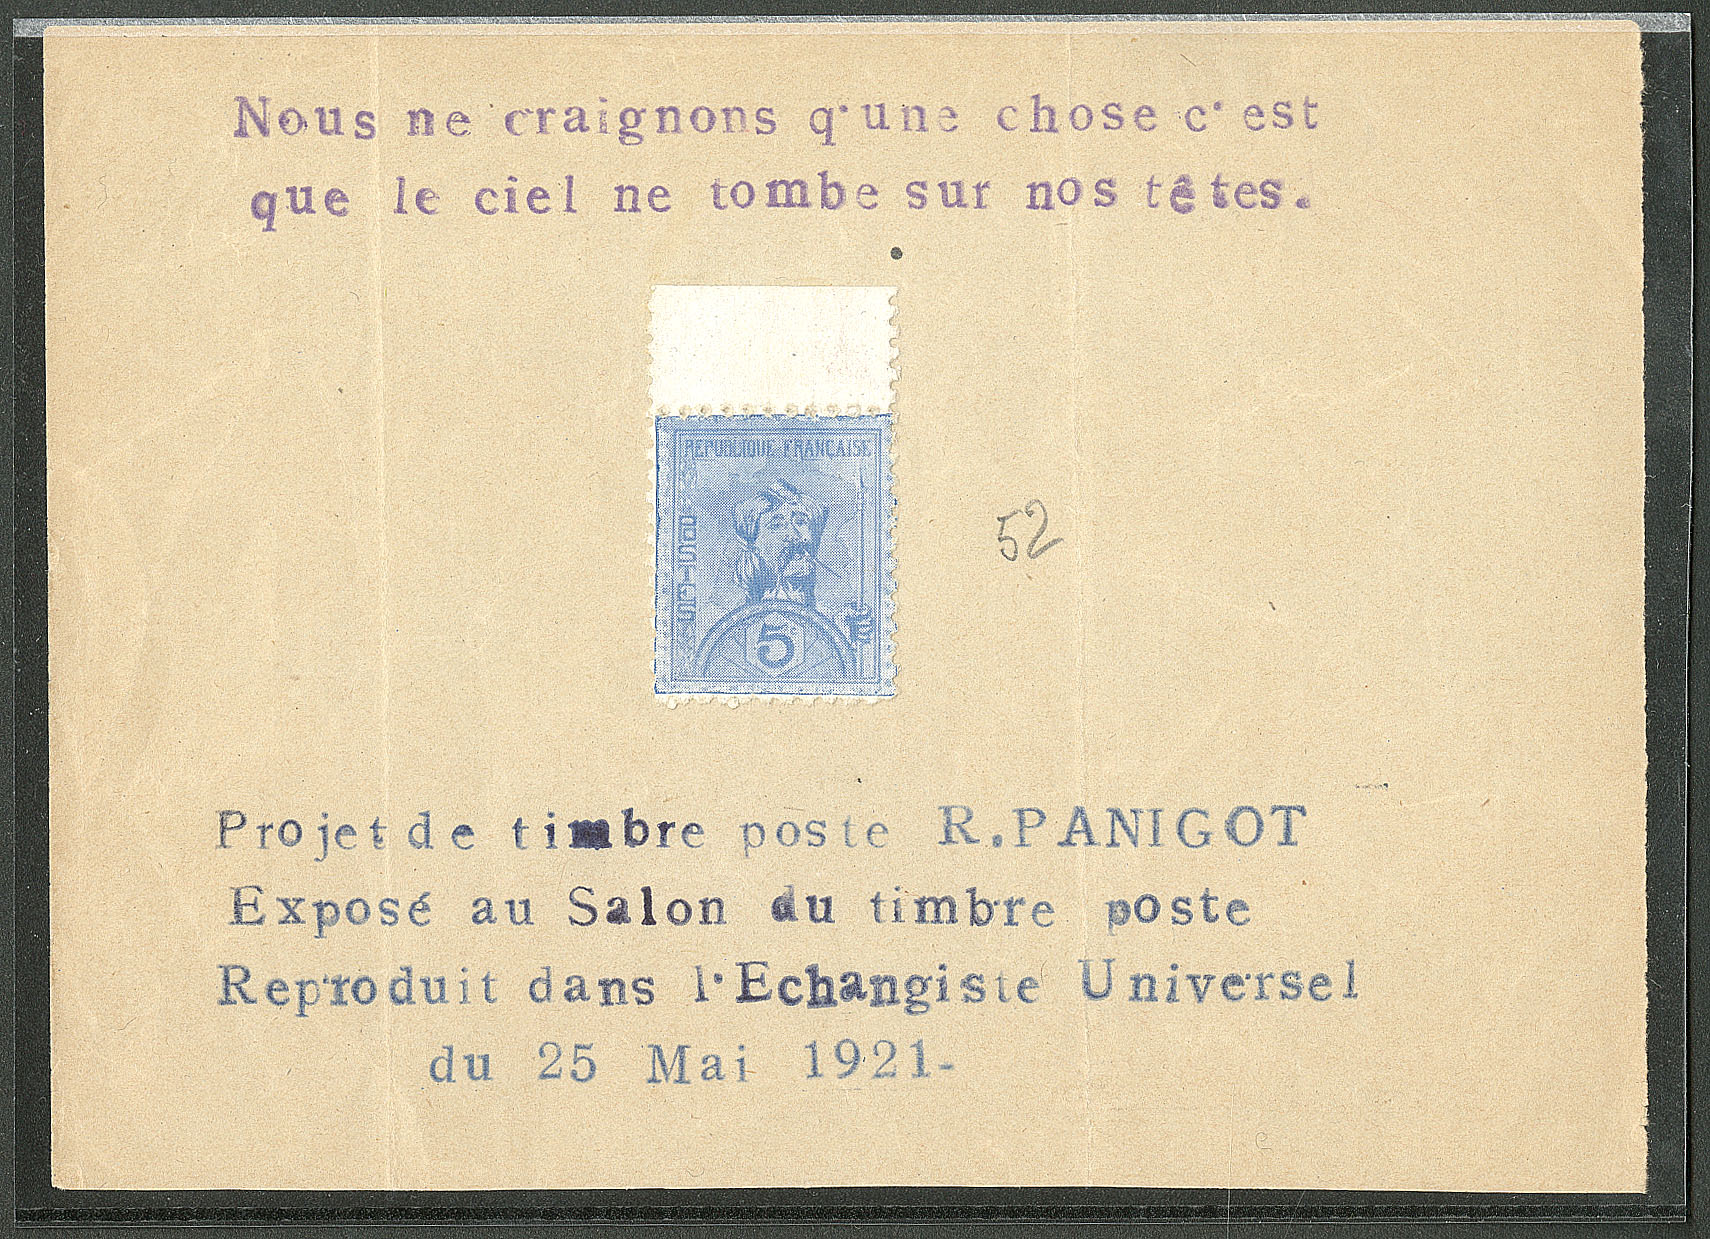 Nous ne craignons q'une chose c'est
que le ciel ne tombe sur nos têtes.
REPUBLIQUE FRANÇAISE
POSTES
5
52
Projet de timbre poste R.PANIGOT
Exposé au Salon du timbre poste
Reproduit dans l'Echangiste Universel
du 25 Mai 1921-